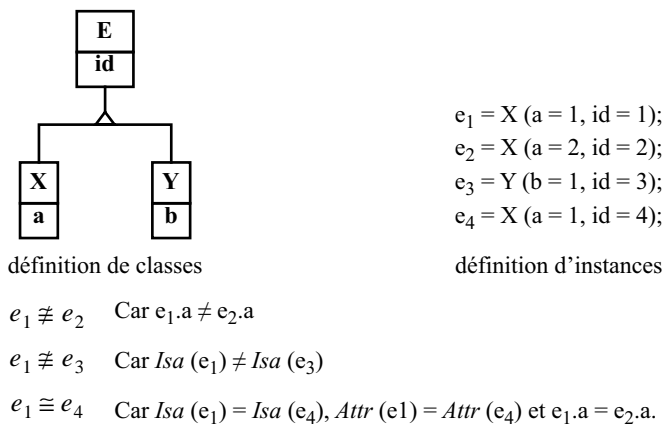 E
id
X
a
Y
b
e₁ = X (a = 1, id = 1);
e₂ = X (a = 2, id = 2);
e₃ = Y (b = 1, id = 3);
e₄ = X (a = 1, id = 4);
définition de classes
définition d’instances
e₁ ≇ e₂ Car e₁.a ≠ e₂.a
e₁ ≇ e₃ Car Isa (e₁) ≠ Isa (e₃)
e₁ ≅ e₄ Car Isa (e₁) = Isa (e₄), Attr (e1) = Attr (e₄) et e₁.a = e₂.a.